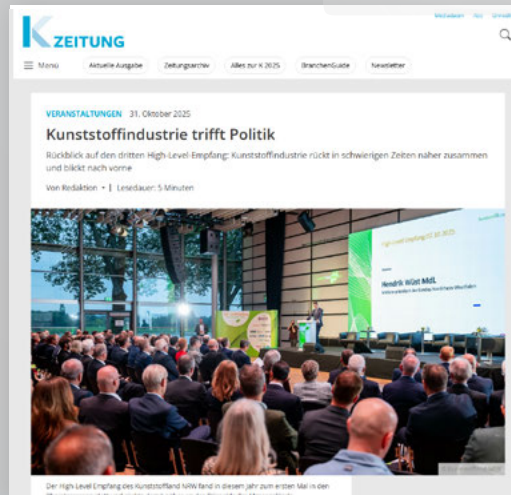 Mediadaten
K ZEITUNG
Menü
Aktuelle Ausgabe
Zeitungsarchiv
Alles zur K 2025
BranchenGuide
Newsletter
VERANSTALTUNGEN 31. Oktober 2025
Kunststoffindustrie trifft Politik
Rückblick auf den dritten High-Level-Empfang: Kunststoffindustrie rückt in schwierigen Zeiten näher zusammen
und blickt nach vorne
Von Redaktion • | Lesedauer: 5 Minuten
Hendrik Wüst MdL
Der High Level Empfang des Kunststoffland NRW fand in diesem Jahr zum ersten Mal in den